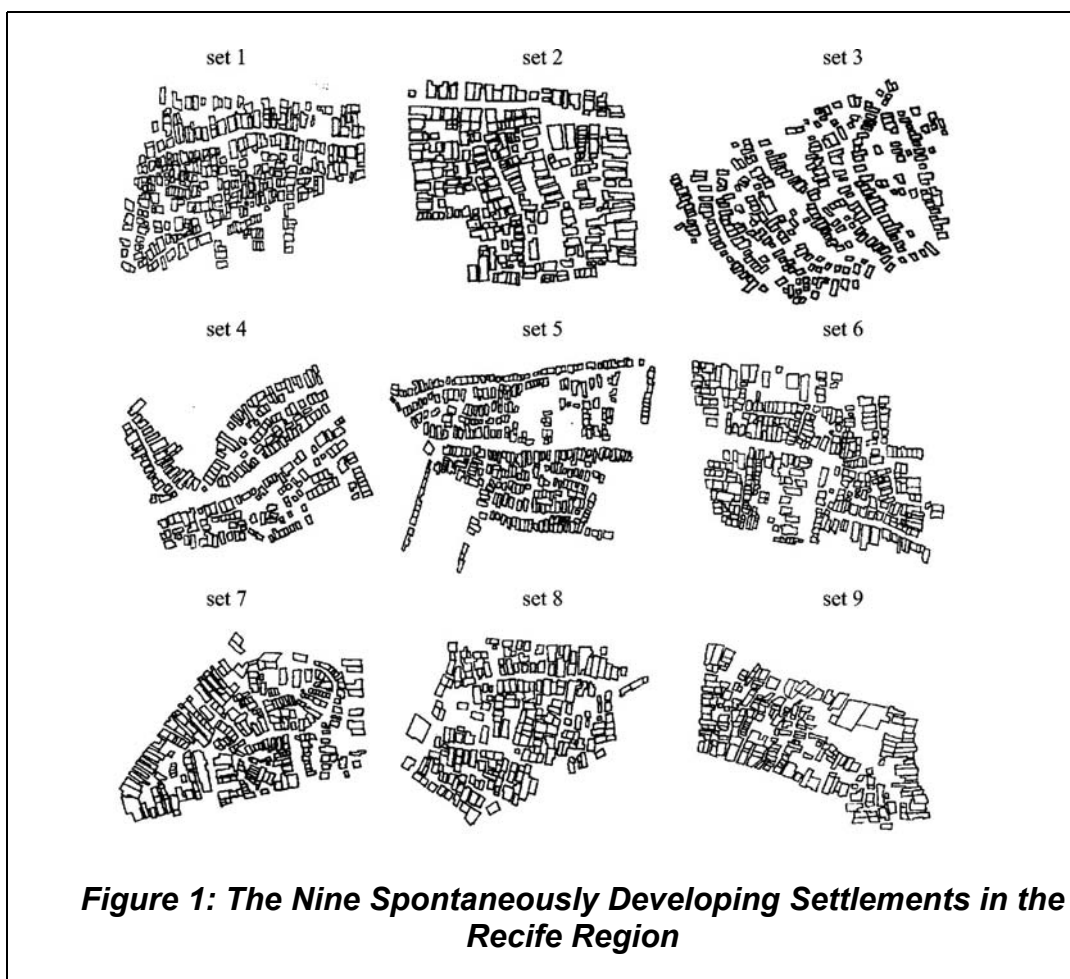 set 1
set 2
set 3
set 4
set 5
set 6
set 7
set 8
set 9
Figure 1: The Nine Spontaneously Developing Settlements in the
Recife Region